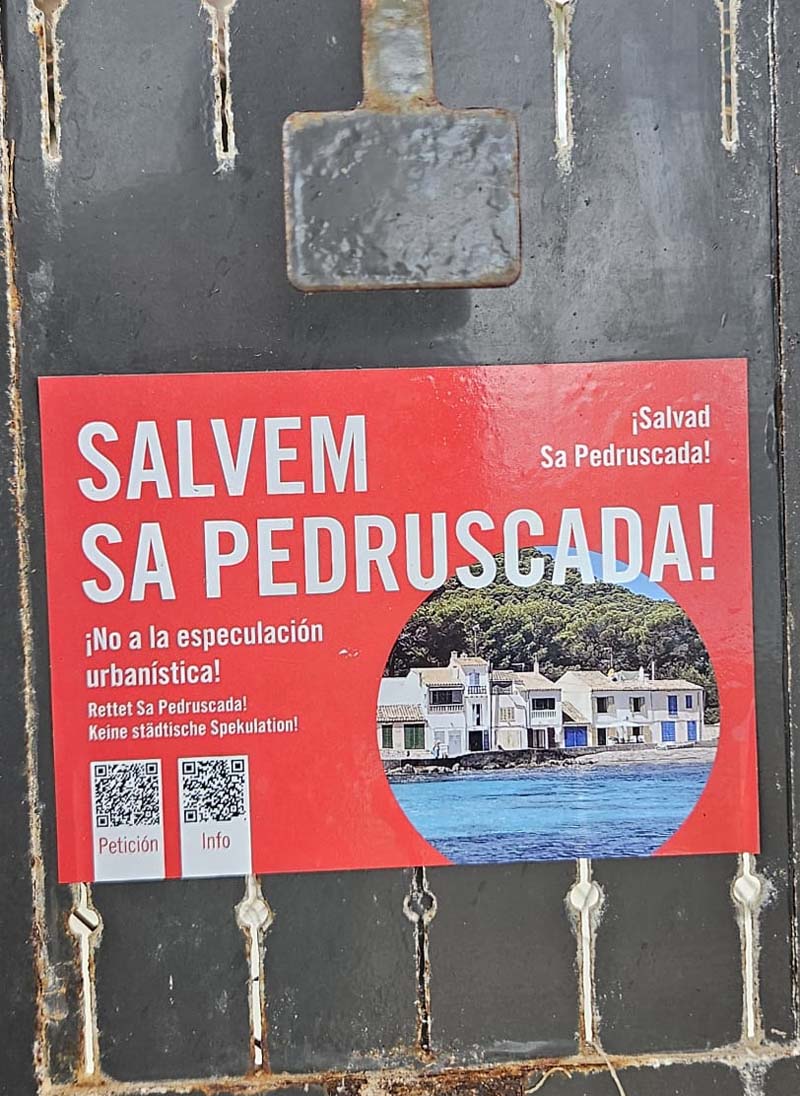 SALVEM
SA PEDRUSCADA!
¡Salvad
Sa Pedruscada!
¡No a la especulación
urbanística!
Rettet Sa Pedruscada!
Keine städtische Spekulation!
Petición
Info